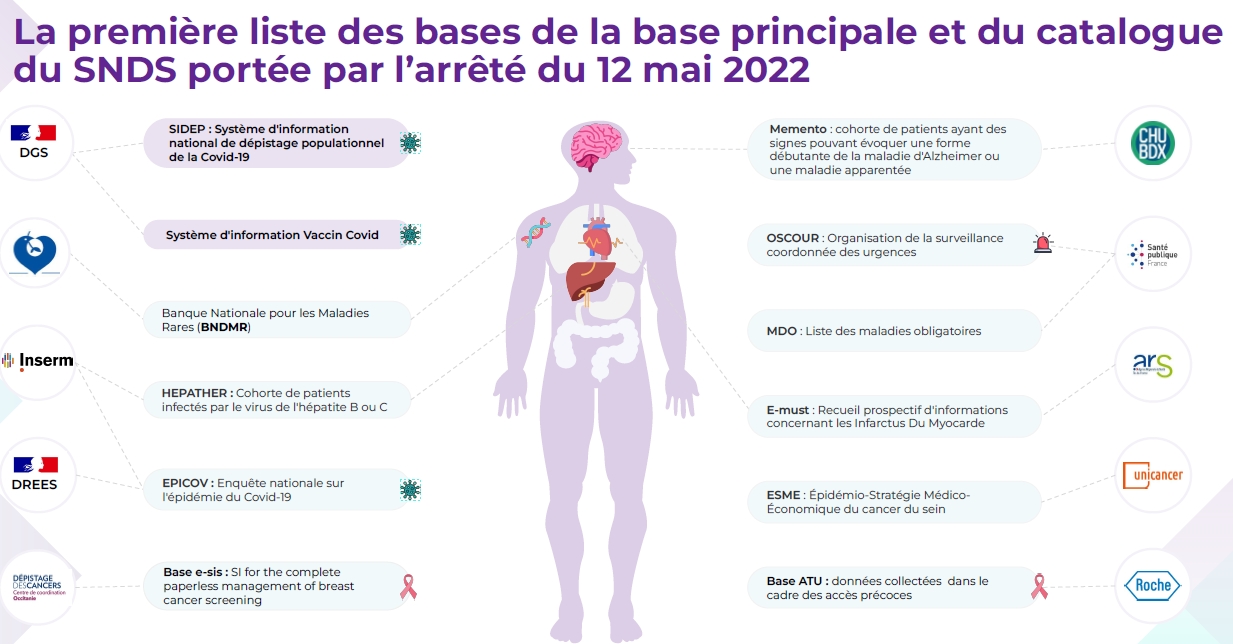 La première liste des bases de la base principale et du catalogue
du SNDS portée par l'arrêté du 12 mai 2022
DGS
SIDEP : Système d'information
national de dépistage populationnel
de la Covid-19
Système d'information Vaccin Covid
Banque Nationale pour les Maladies
Rares (BNDMR)
Inserm
HEPATHER : Cohorte de patients
infectés par le virus de l'hépatite B ou C
DREES
EPICOV : Enquête nationale sur
l'épidémie du Covid-19
DÉPISTAGE
DESCANCERS
Centre de coordination
Occitanie
Base e-sis : SI for the complete
paperless management of breast
cancer screening
Memento : cohorte de patients ayant des
signes pouvant évoquer une forme
débutante de la maladie d'Alzheimer ou
une maladie apparentée
CHU
BDX
OSCOUR : Organisation de la surveillance
coordonnée des urgences
Santé
publique
France
MDO : Liste des maladies obligatoires
ars
E-must : Recueil prospectif d'informations
concernant les Infarctus Du Myocarde
ESME : Épidémio-Stratégie Médico-
Économique du cancer du sein
unicancer
Base ATU : données collectées dans le
cadre des accès précoces
Roche